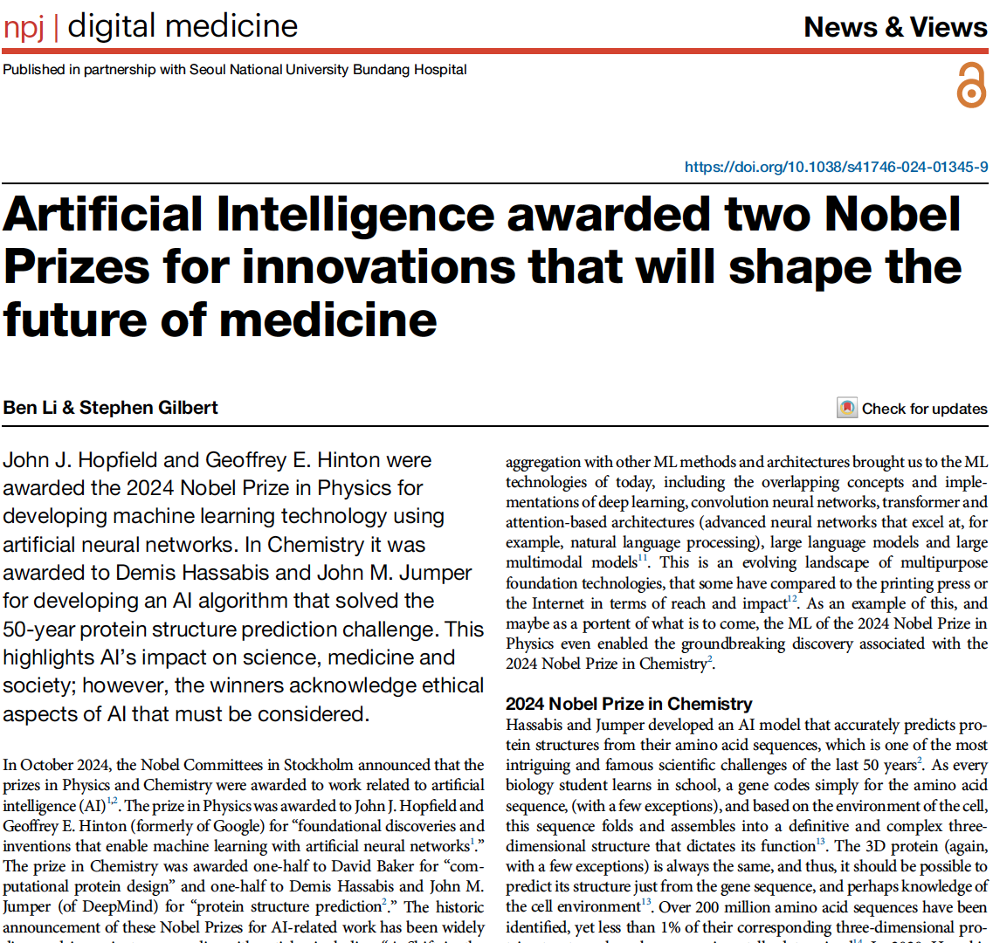 npj | digital medicine
News & Views
Published in partnership with Seoul National University Bundang Hospital
https://doi.org/10.1038/s41746-024-01345-9
Artificial Intelligence awarded two Nobel
Prizes for innovations that will shape the
future of medicine
Ben Li & Stephen Gilbert
Check for updates
John J. Hopfield and Geoffrey E. Hinton were
awarded the 2024 Nobel Prize in Physics for
developing machine learning technology using
artificial neural networks. In Chemistry it was
awarded to Demis Hassabis and John M. Jumper
for developing an AI algorithm that solved the
50-year protein structure prediction challenge. This
highlights AI’s impact on science, medicine and
society; however, the winners acknowledge ethical
aspects of AI that must be considered.
In October 2024, the Nobel Committees in Stockholm announced that the
prizes in Physics and Chemistry were awarded to work related to artificial
intelligence (AI)1,2. The prize in Physics was awarded to John J. Hopfield and
Geoffrey E. Hinton (formerly of Google) for “foundational discoveries and
inventions that enable machine learning with artificial neural networks1.”
The prize in Chemistry was awarded one-half to David Baker for “com-
putational protein design” and one-half to Demis Hassabis and John M.
Jumper (of DeepMind) for “protein structure prediction2.” The historic
announcement of these Nobel Prizes for AI-related work has been widely
aggregation with other ML methods and architectures brought us to the ML
technologies of today, including the overlapping concepts and imple-
mentations of deep learning, convolution neural networks, transformer and
attention-based architectures (advanced neural networks that excel at, for
example, natural language processing), large language models and large
multimodal models11. This is an evolving landscape of multipurpose
foundation technologies, that some have compared to the printing press or
the Internet in terms of reach and impact12. As an example of this, and
maybe as a portent of what is to come, the ML of the 2024 Nobel Prize in
Physics even enabled the groundbreaking discovery associated with the
2024 Nobel Prize in Chemistry2.
2024 Nobel Prize in Chemistry
Hassabis and Jumper developed an AI model that accurately predicts pro-
tein structures from their amino acid sequences, which is one of the most
intriguing and famous scientific challenges of the last 50 years2. As every
biology student learns in school, a gene codes simply for the amino acid
sequence, (with a few exceptions), and based on the environment of the cell,
this sequence folds and assembles into a definitive and complex three-
dimensional structure that dictates its function13. The 3D protein (again,
with a few exceptions) is always the same, and thus, it should be possible to
predict its structure just from the gene sequence, and perhaps knowledge of
the cell environment13. Over 200 million amino acid sequences have been
identified, yet less than 1% of their corresponding three-dimensional pro-